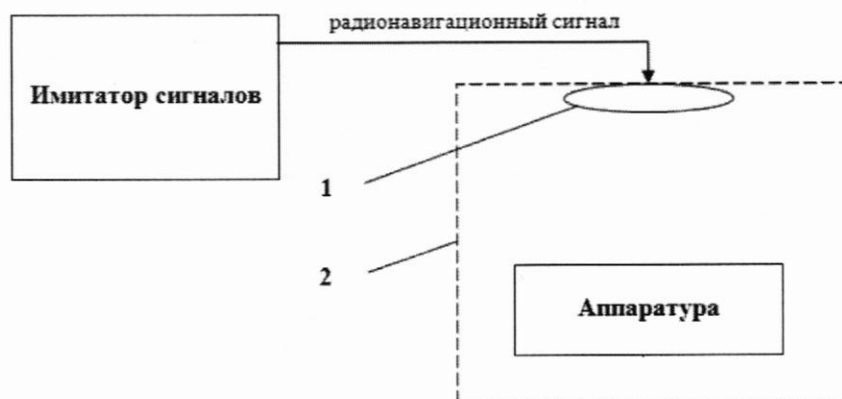 радионавигационный сигнал
Имитатор сигналов
1
2
Аппаратура